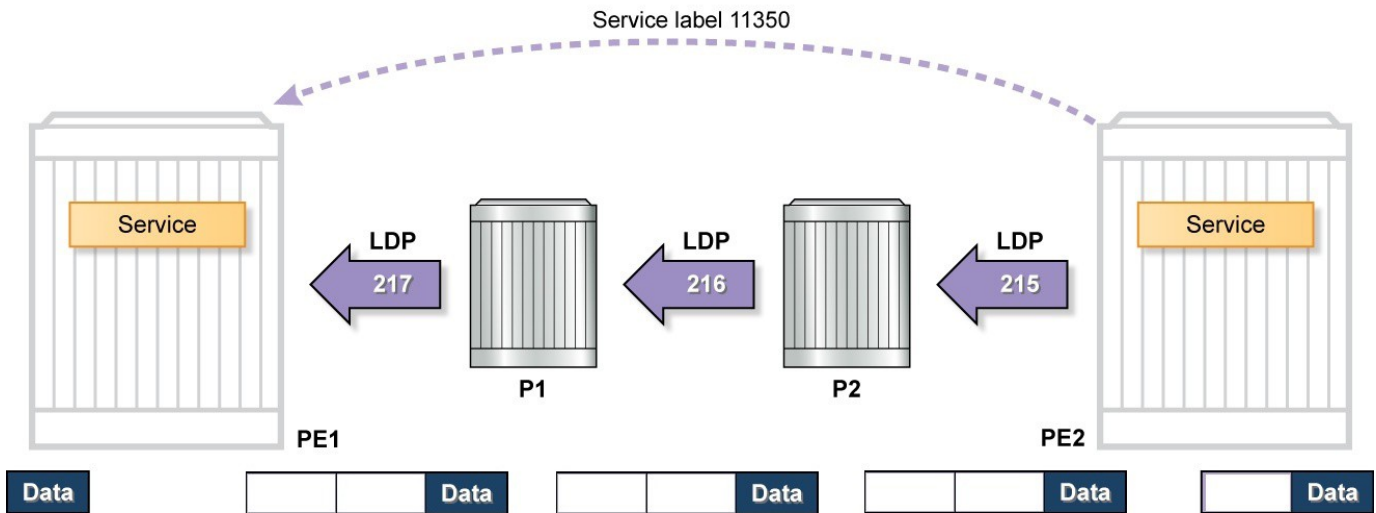 Service label 11350
Service
Service
LDP
LDP
LDP
217
216
215
P1
P2
PE1
PE2
Data
Data
Data
Data
Data